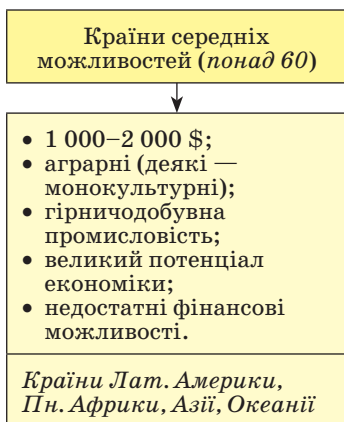 Країни середніх
можливостей (понад 60)
• 1 000–2 000 $;
• аграрні (деякі —
монокультурні);
• гірничодобувна
промисловість;
• великий потенціал
економіки;
• недостатні фінансові
можливості.
Країни Лат. Америки,
Пн. Африки, Азії, Океанії